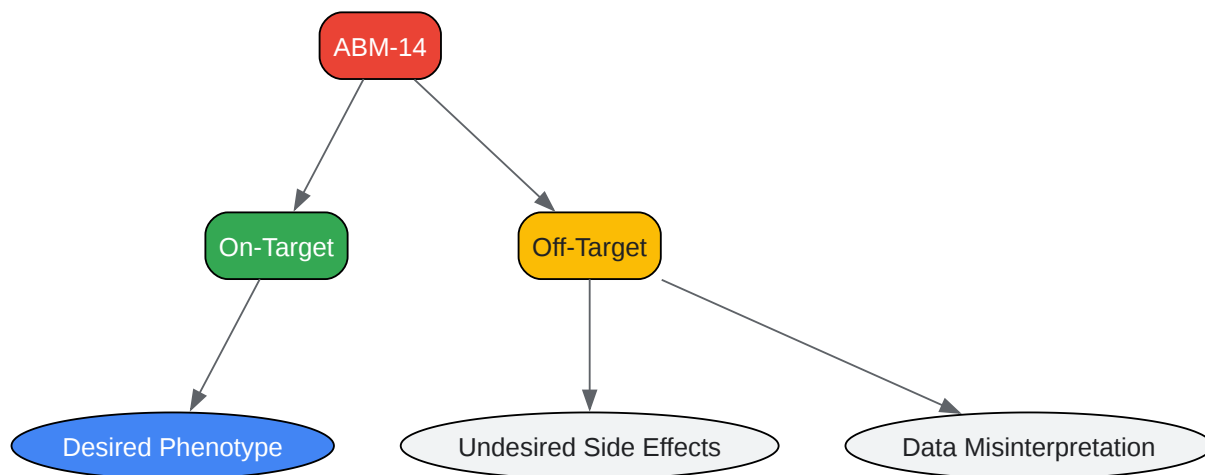 ABM-14
On-Target
Off-Target
Desired Phenotype
Undesired Side Effects
Data Misinterpretation